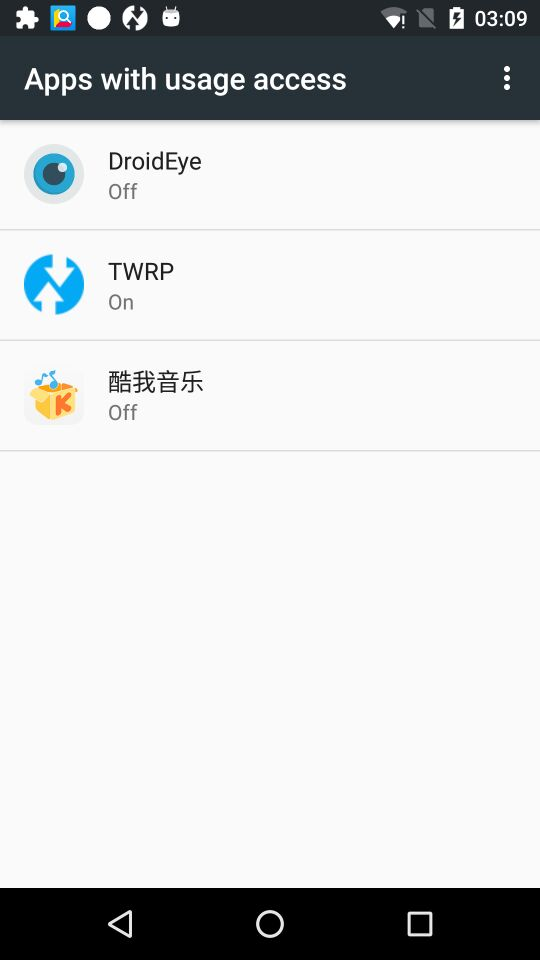 03:09
Apps with usage access
DroidEye
Off
TWRP
On
酷我音乐
Off